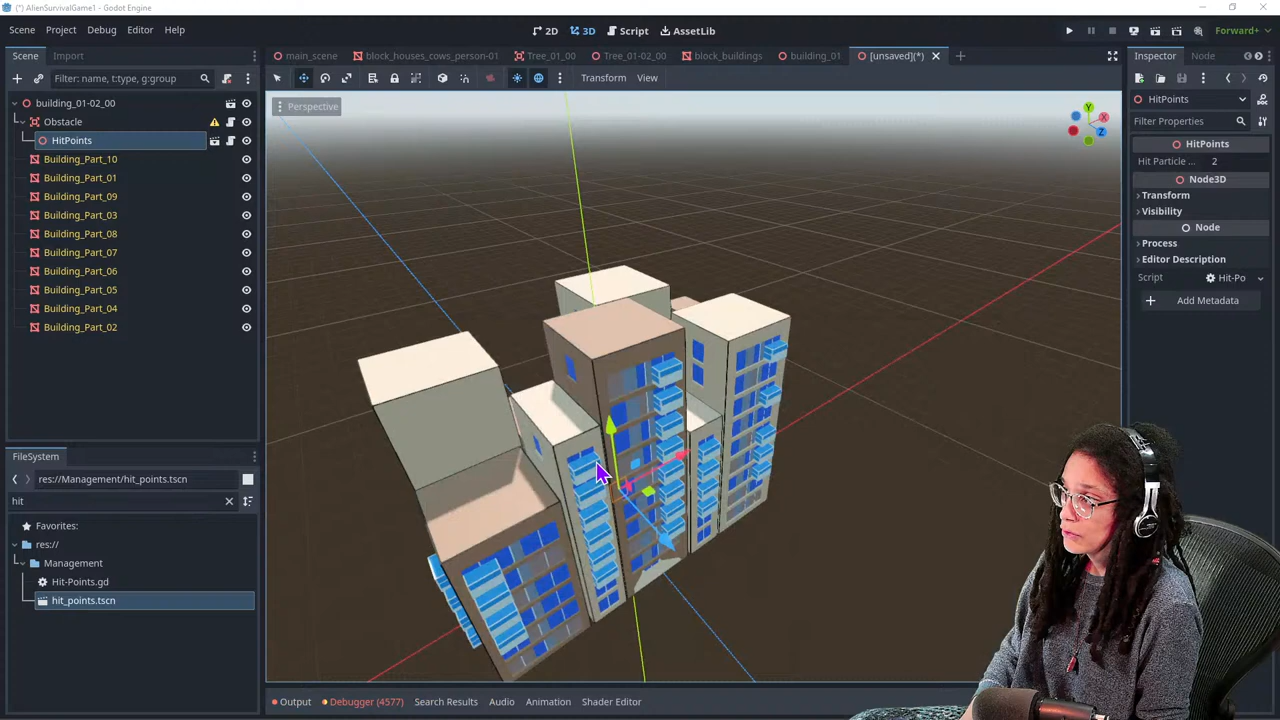 (*) AlienSurvivalGame1 - Godot Engine
Scene Project Debug Editor Help
2D 3D Script AssetLib
Forward+
Scene Import
main_scene block_houses_cows_person-01 Tree_01_00 Tree_01-02_00 block_buildings building_01 [unsaved](*)
Inspector Node
Filter: name, t:type, g:group
Transform View
building_01-02_00
Obstacle
HitPoints
Building_Part_10
Building_Part_01
Building_Part_09
Building_Part_03
Building_Part_08
Building_Part_07
Building_Part_06
Building_Part_05
Building_Part_04
Building_Part_02
Perspective
Y
X
Z
HitPoints
Filter Properties
HitPoints
Hit Particle ... 2
Node3D
Transform
Visibility
Node
Process
Editor Description
Script Hit-Po
Add Metadata
FileSystem
res://Management/hit_points.tscn
hit
Favorites:
res://
Management
Hit-Points.gd
hit_points.tscn
Output Debugger (4577) Search Results Audio Animation Shader Editor